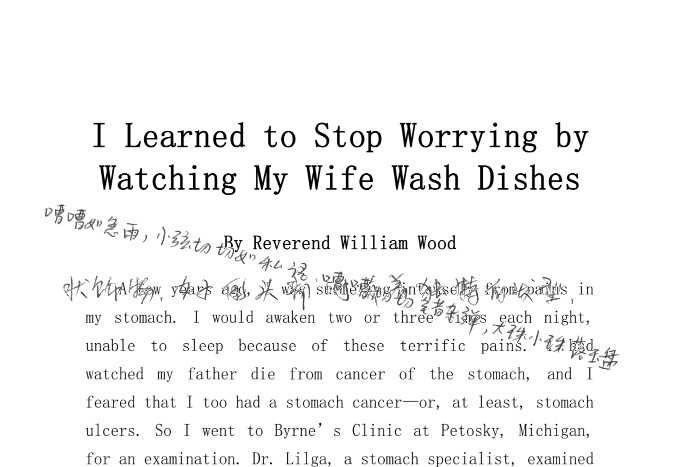 I Learned to Stop Worrying by
Watching My Wife Wash Dishes
嘈嘈如急雨，小弦切切如私语
By Reverend William Wood
A few years ago, I was suffering intensely from pains in
嘈嘈切切错杂弹，大珠小珠落玉盘
my stomach. I would awaken two or three times each night,
unable to sleep because of these terrific pains. I had
watched my father die from cancer of the stomach, and I
feared that I too had a stomach cancer—or, at least, stomach
ulcers. So I went to Byrne's Clinic at Petosky, Michigan,
for an examination. Dr. Lilga, a stomach specialist, examined